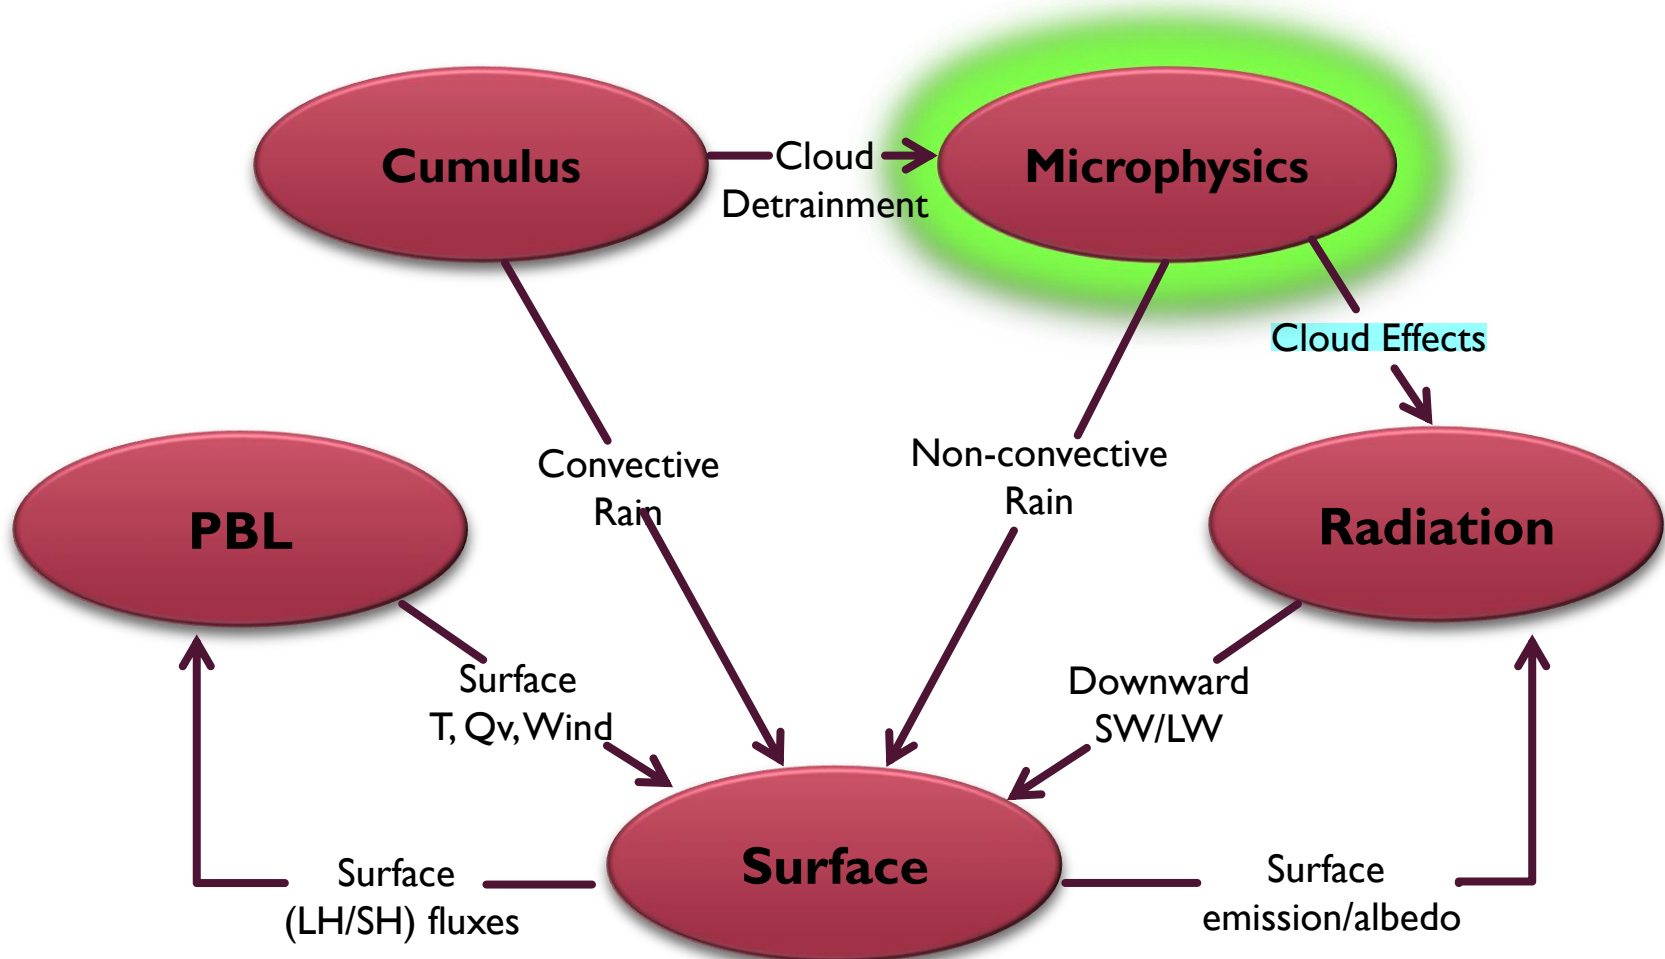 Cumulus
Cloud
Detrainment
Microphysics
Cloud Effects
Convective
Rain
Non-convective
Rain
PBL
Radiation
Surface
T, Qv, Wind
Downward
SW/LW
Surface
Surface
(LH/SH) fluxes
Surface
emission/albedo